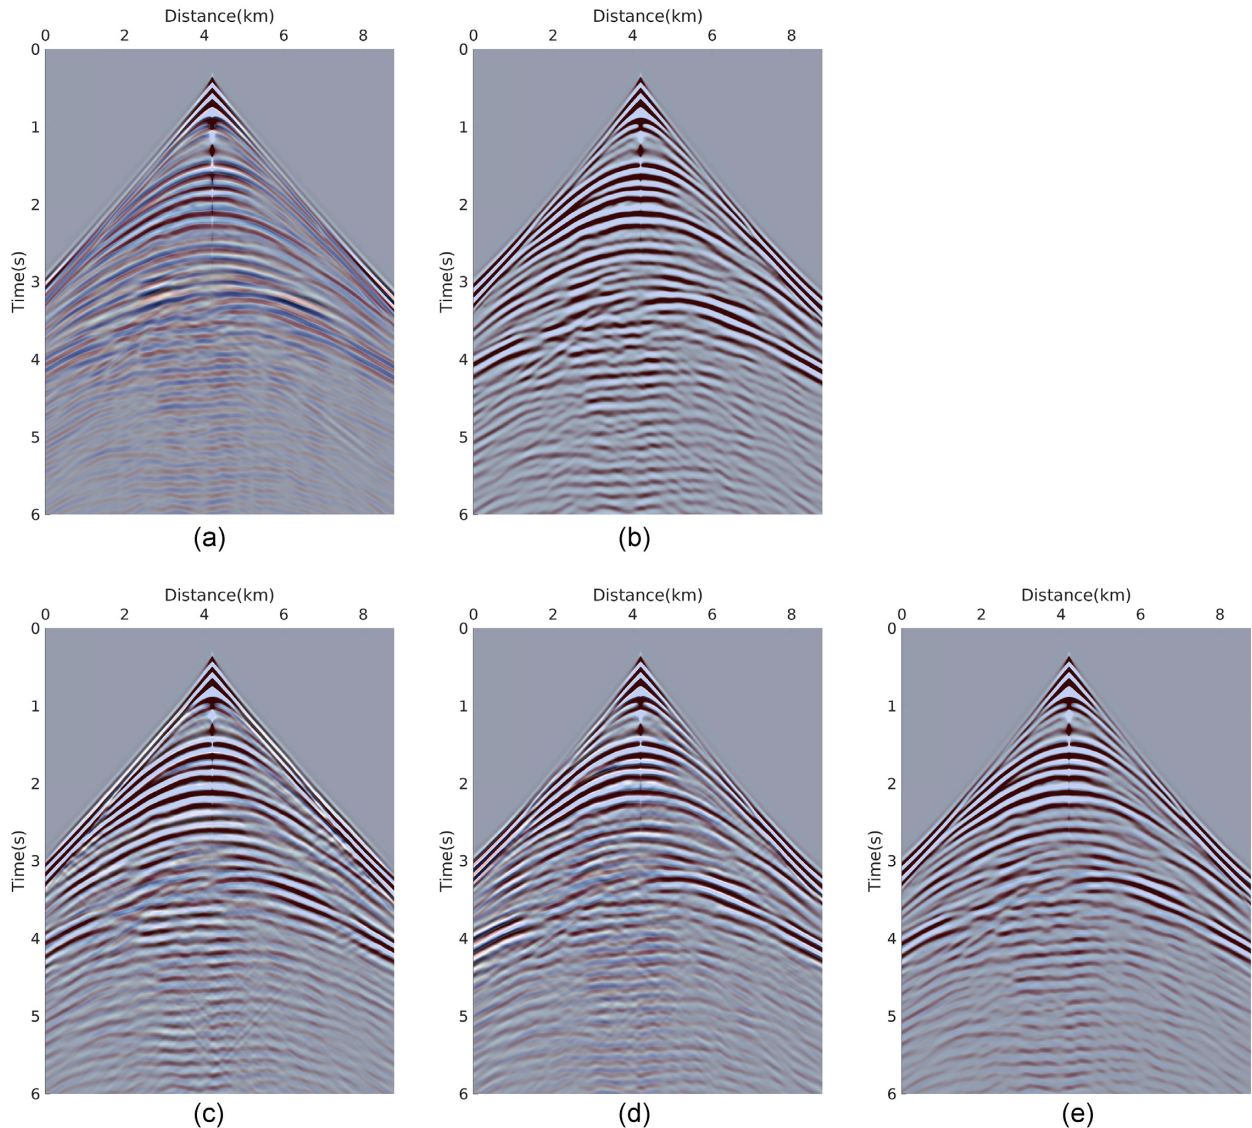 Distance(km) Distance(km)
0 2 4 6 8 0 2 4 6 8
0 0
1 1
2 2
Time(s) 3 Time(s) 3
4 4
5 5
6 6
(a) (b)
Distance(km) Distance(km) Distance(km)
0 2 4 6 8 0 2 4 6 8 0 2 4 6 8
0 0 0
1 1 1
2 2 2
Time(s) 3 Time(s) 3 Time(s) 3
4 4 4
5 5 5
6 6 6
(c) (d) (e)